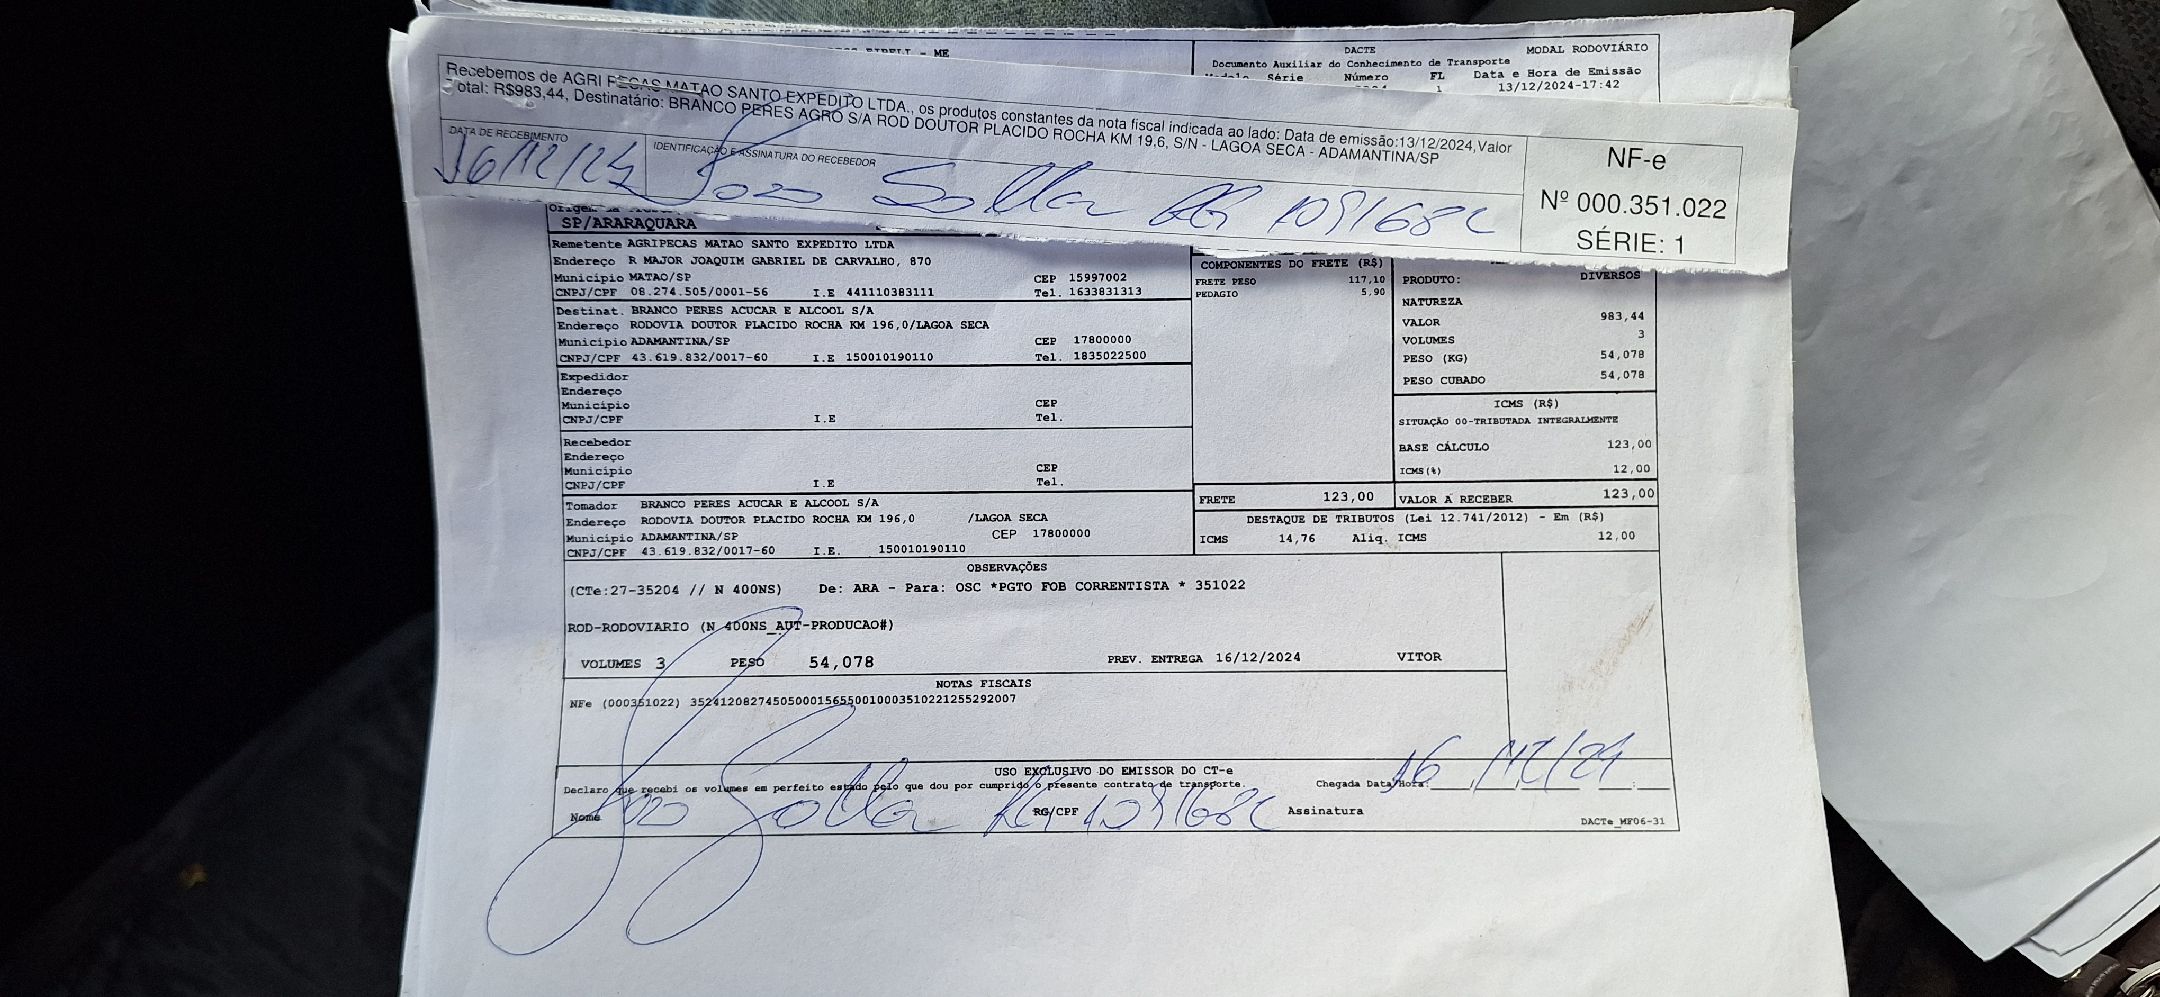 - ME
DACTE
MODAL RODOVIÁRIO
Documento Auxiliar do Conhecimento de Transporte
Série Número FL Data e Hora de Emissão
1 13/12/2024-17:42
Recebemos de AGRI PECAS MATAO SANTO EXPEDITO LTDA., os produtos constantes da nota fiscal indicada ao lado: Data de emissão:13/12/2024,Valor
Total: R$983,44, Destinatário: BRANCO PERES AGRO S/A ROD DOUTOR PLACIDO ROCHA KM 19.6, S/N - LAGOA SECA - ADAMANTINA/SP
DATA DE RECEBIMENTO
IDENTIFICAÇÃO E ASSINATURA DO RECEBEDOR
16/12/24
NF-e
Nº 000.351.022
SÉRIE: 1
SP/ARARAQUARA
Remetente AGRIPECAS MATAO SANTO EXPEDITO LTDA
Endereço R MAJOR JOAQUIM GABRIEL DE CARVALHO, 870
Município MATAO/SP CEP 15997002
CNPJ/CPF 08.274.505/0001-56 I.E 441110383111 Tel. 1633831313
Destinat. BRANCO PERES ACUCAR E ALCOOL S/A
Endereço RODOVIA DOUTOR PLACIDO ROCHA KM 196,0/LAGOA SECA
Município ADAMANTINA/SP CEP 17800000
CNPJ/CPF 43.619.832/0017-60 I.E 150010190110 Tel. 1835022500
Expedidor
Endereço
Município CEP
CNPJ/CPF I.E Tel.
Recebedor
Endereço
Município CEP
CNPJ/CPF I.E Tel.
Tomador BRANCO PERES ACUCAR E ALCOOL S/A
Endereço RODOVIA DOUTOR PLACIDO ROCHA KM 196,0 /LAGOA SECA
Município ADAMANTINA/SP CEP 17800000
CNPJ/CPF 43.619.832/0017-60 I.E. 150010190110
COMPONENTES DO FRETE (R$)
FRETE PESO 117,10
PEDAGIO 5,90
PRODUTO: DIVERSOS
NATUREZA
VALOR 983,44
VOLUMES 3
PESO (KG) 54,078
PESO CUBADO 54,078
ICMS (R$)
SITUAÇÃO 00-TRIBUTADA INTEGRALMENTE
BASE CÁLCULO 123,00
ICMS(%) 12,00
FRETE 123,00 VALOR A RECEBER 123,00
DESTAQUE DE TRIBUTOS (Lei 12.741/2012) - Em (R$)
ICMS 14,76 Aliq. ICMS 12,00
OBSERVAÇÕES
(CTe:27-35204 // N 400NS) De: ARA - Para: OSC *PGTO FOB CORRENTISTA * 351022
ROD-RODOVIARIO (N 400NS_AUT-PRODUCAO#)
VOLUMES 3 PESO 54,078 PREV. ENTREGA 16/12/2024 VITOR
NOTAS FISCAIS
NFe (000351022) 35241208274505000156550010003510221255292007
USO EXCLUSIVO DO EMISSOR DO CT-e
Declaro que recebi os volumes em perfeito estado pelo que dou por cumprido o presente contrato de transporte. Chegada Data/Hora: 16/12/24
Nome RG/CPF Assinatura
DACTe_MF06-31